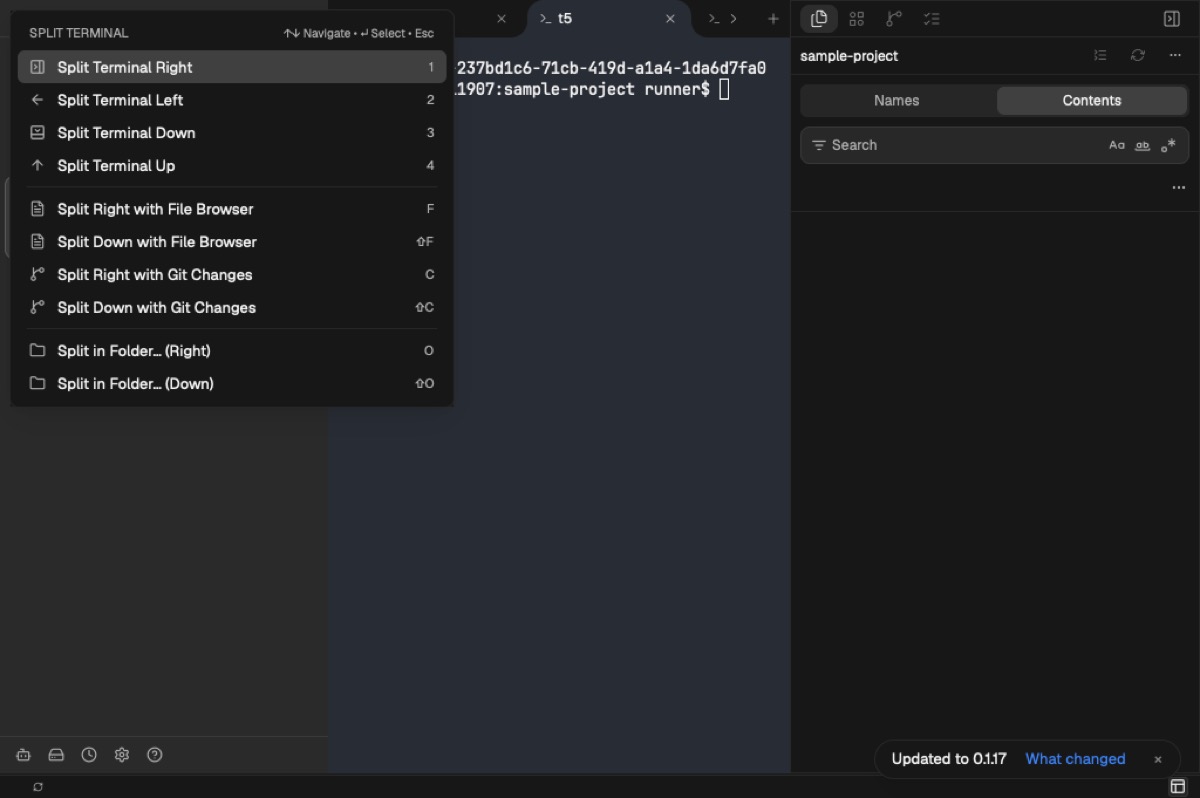 SPLIT TERMINAL ↑↓ Navigate • ↵ Select • Esc
Split Terminal Right 1
Split Terminal Left 2
Split Terminal Down 3
Split Terminal Up 4
Split Right with File Browser F
Split Down with File Browser ⇧F
Split Right with Git Changes C
Split Down with Git Changes ⇧C
Split in Folder... (Right) O
Split in Folder... (Down) ⇧O
t5
237bd1c6-71cb-419d-a1a4-1da6d7fa0
1907:sample-project runner$
sample-project
Names Contents
Search Aa ab .*
Updated to 0.1.17 What changed